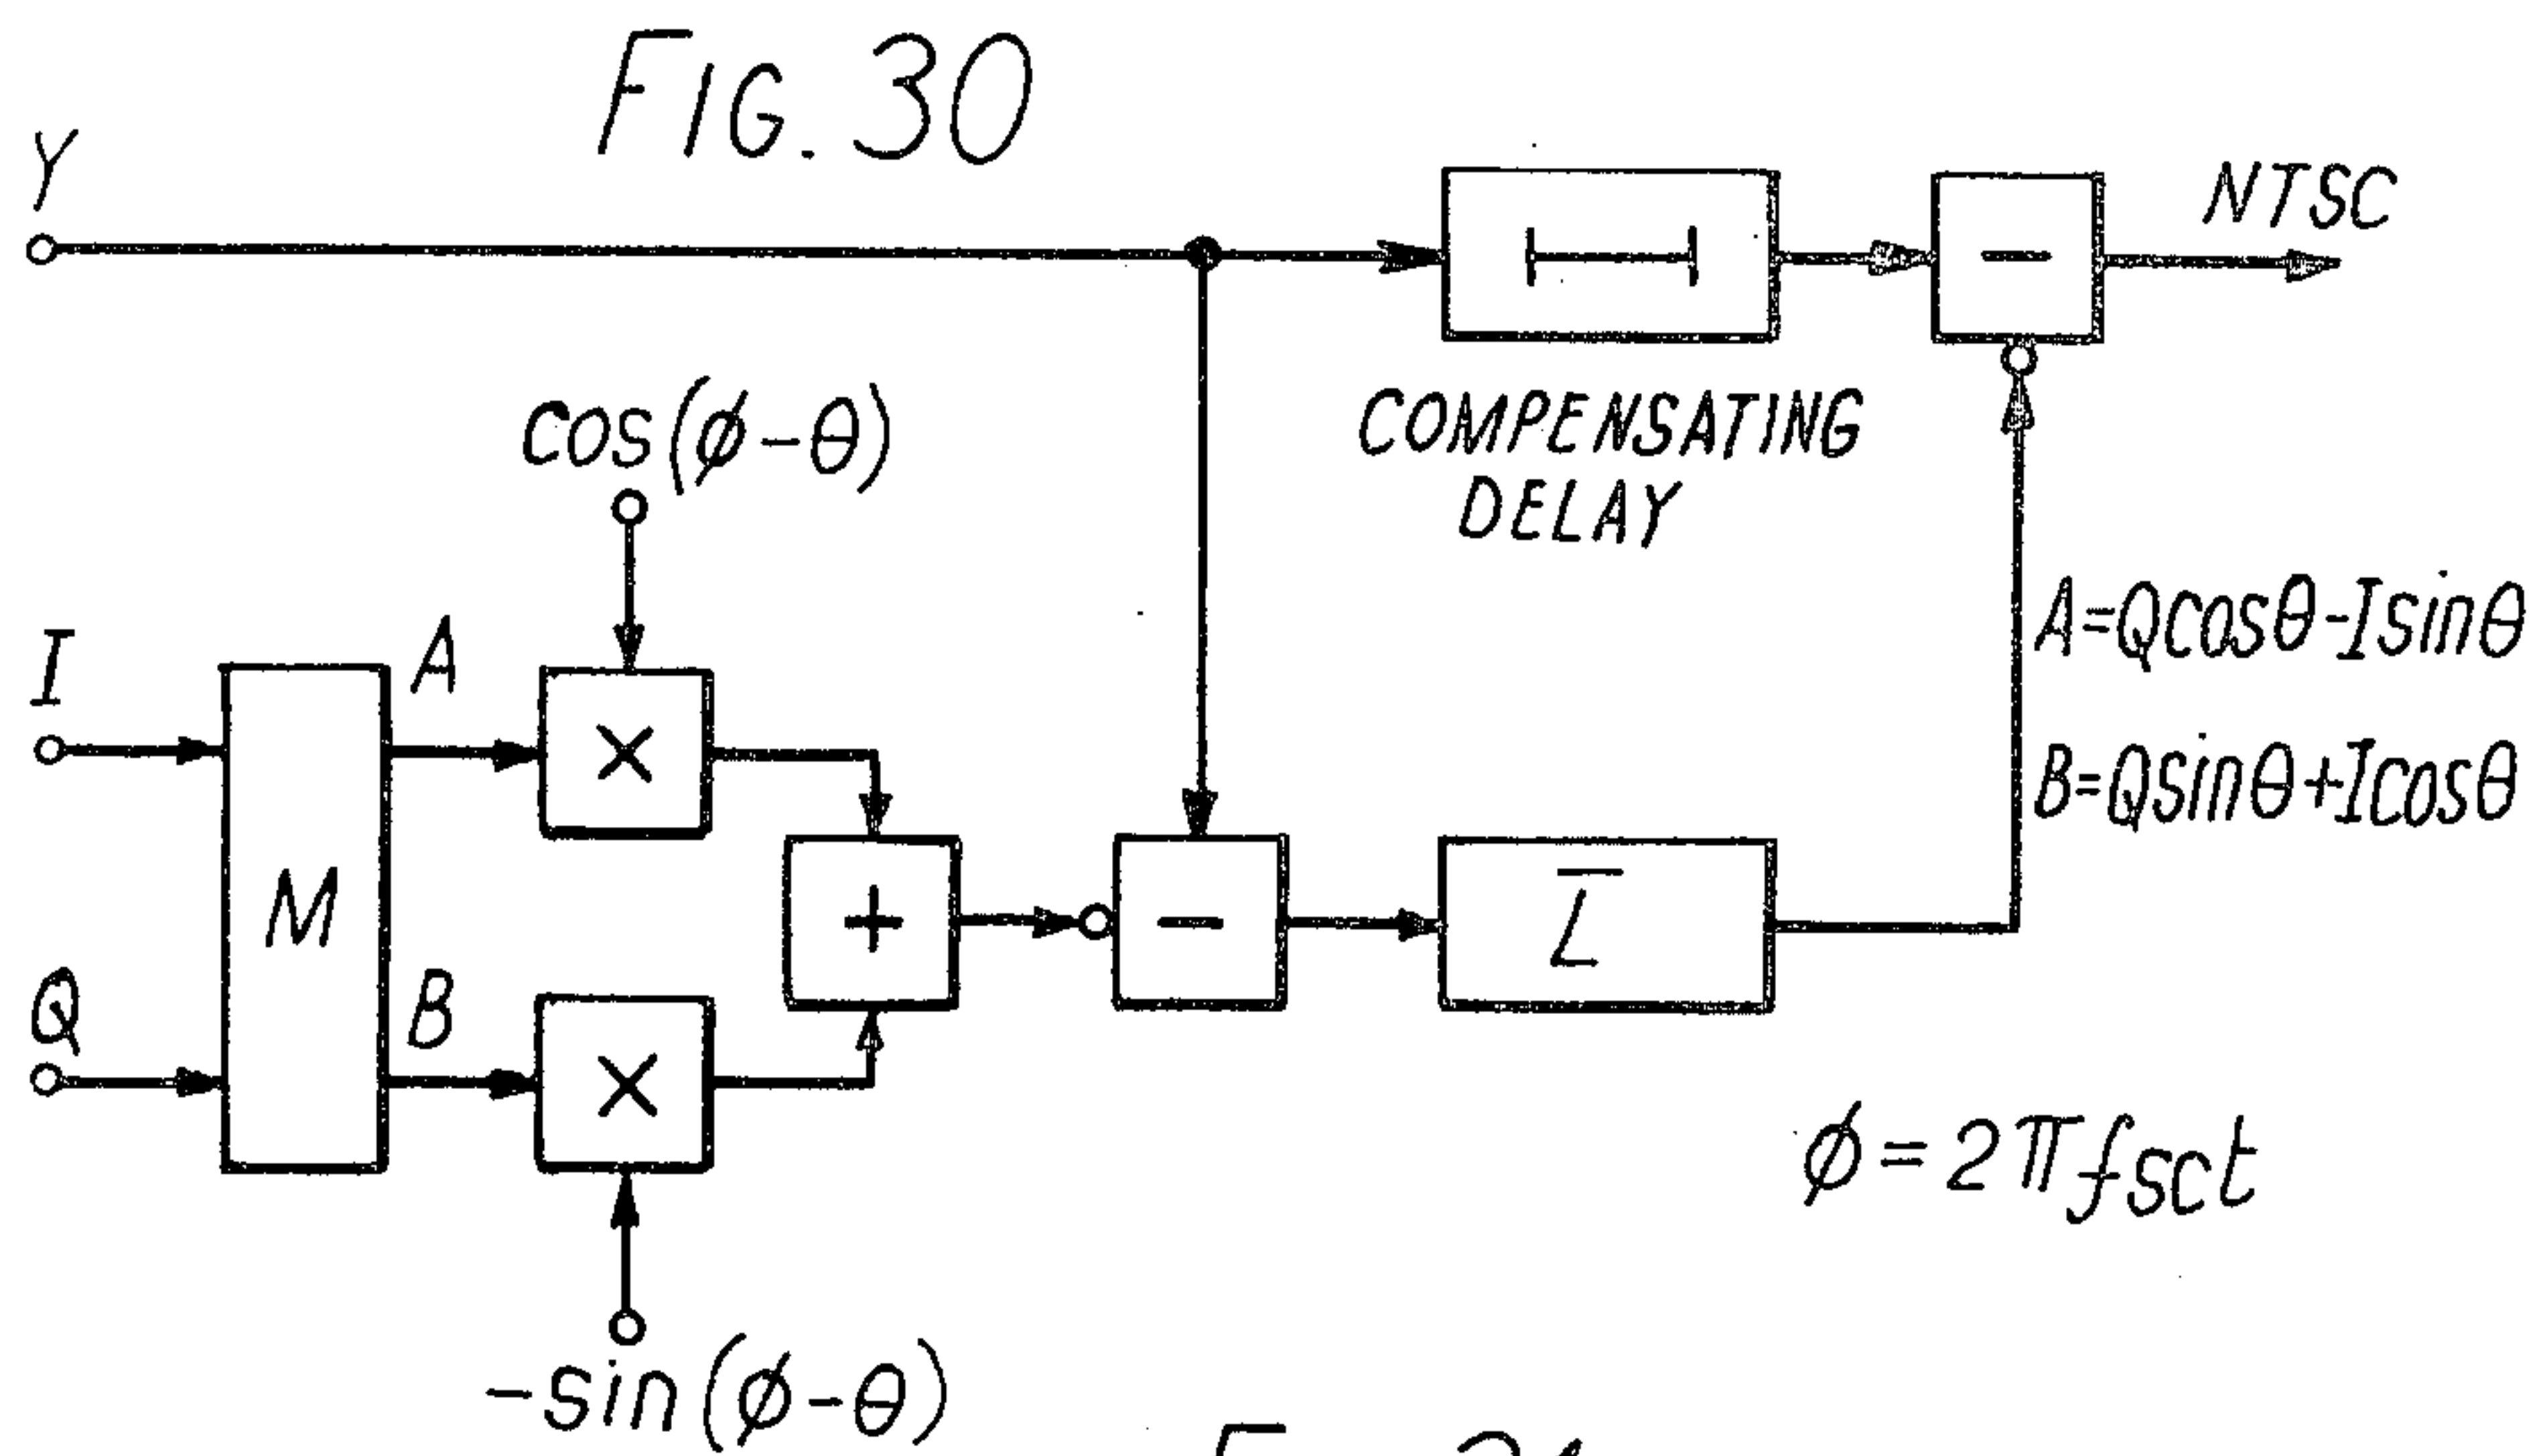 FIG. 30
Y
NTSC
COMPENSATING
DELAY
cos(ϕ-θ)
−
A=Qcosθ-Isinθ
B=Qsinθ+Icosθ
I
A
×
M
+
−
L̅
Q
B
×
ϕ=2πfsct
-sin(ϕ-θ)